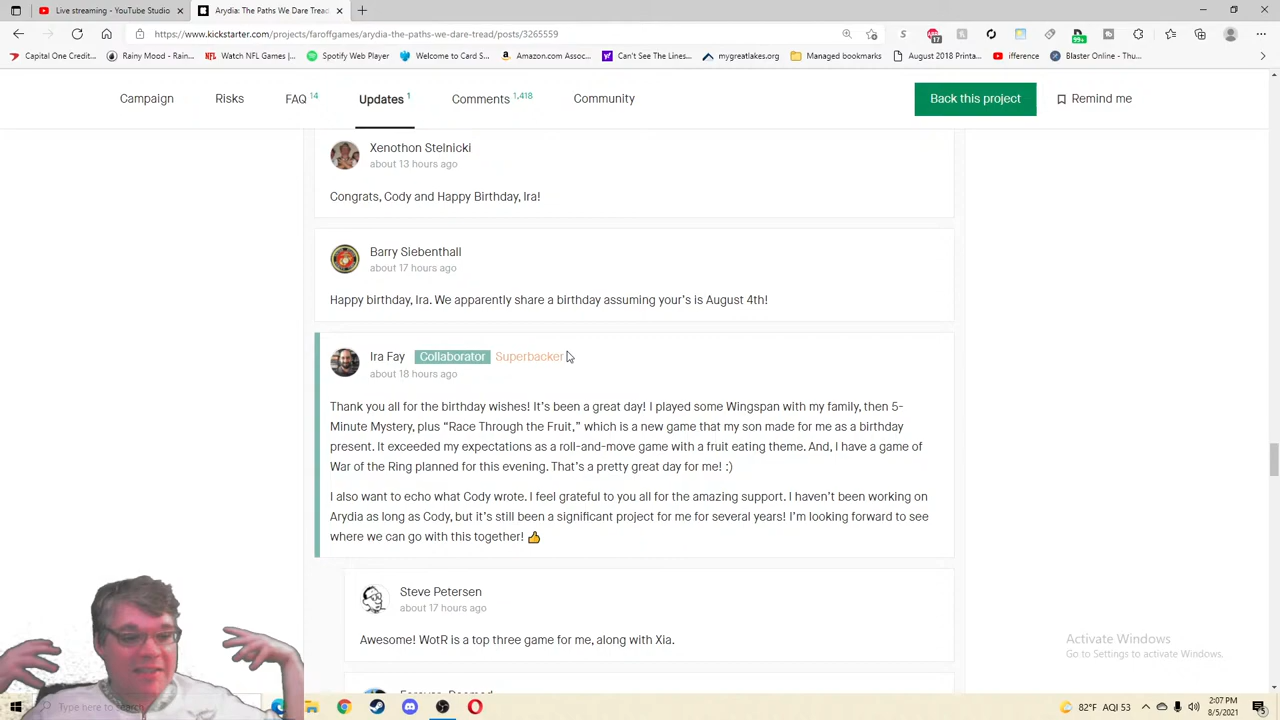 Live streaming - YouTube Studio
Arydia: The Paths We Dare Tread
https://www.kickstarter.com/projects/faroffgames/arydia-the-paths-we-dare-tread/posts/3265559
Capital One Credit...
Rainy Mood - Rain...
Watch NFL Games |...
Spotify Web Player
Welcome to Card S...
Amazon.com Assoc...
Can't See The Lines...
mygreatlakes.org
Managed bookmarks
August 2018 Printa...
ifference
Blaster Online - Thu...
Campaign
Risks
FAQ 14
Updates 1
Comments 1,418
Community
Back this project
Remind me
Xenothon Stelnicki
about 13 hours ago
Congrats, Cody and Happy Birthday, Ira!
Barry Siebenthall
about 17 hours ago
Happy birthday, Ira. We apparently share a birthday assuming your's is August 4th!
Ira Fay Collaborator Superbacker
about 18 hours ago
Thank you all for the birthday wishes! It's been a great day! I played some Wingspan with my family, then 5-
Minute Mystery, plus “Race Through the Fruit,” which is a new game that my son made for me as a birthday
present. It exceeded my expectations as a roll-and-move game with a fruit eating theme. And, I have a game of
War of the Ring planned for this evening. That's a pretty great day for me! :)
I also want to echo what Cody wrote. I feel grateful to you all for the amazing support. I haven't been working on
Arydia as long as Cody, but it's still been a significant project for me for several years! I'm looking forward to see
where we can go with this together! 👍
Steve Petersen
about 17 hours ago
Awesome! WotR is a top three game for me, along with Xia.
Activate Windows
Go to Settings to activate Windows.
Type here to search
82°F AQI 53
2:07 PM
8/5/2021